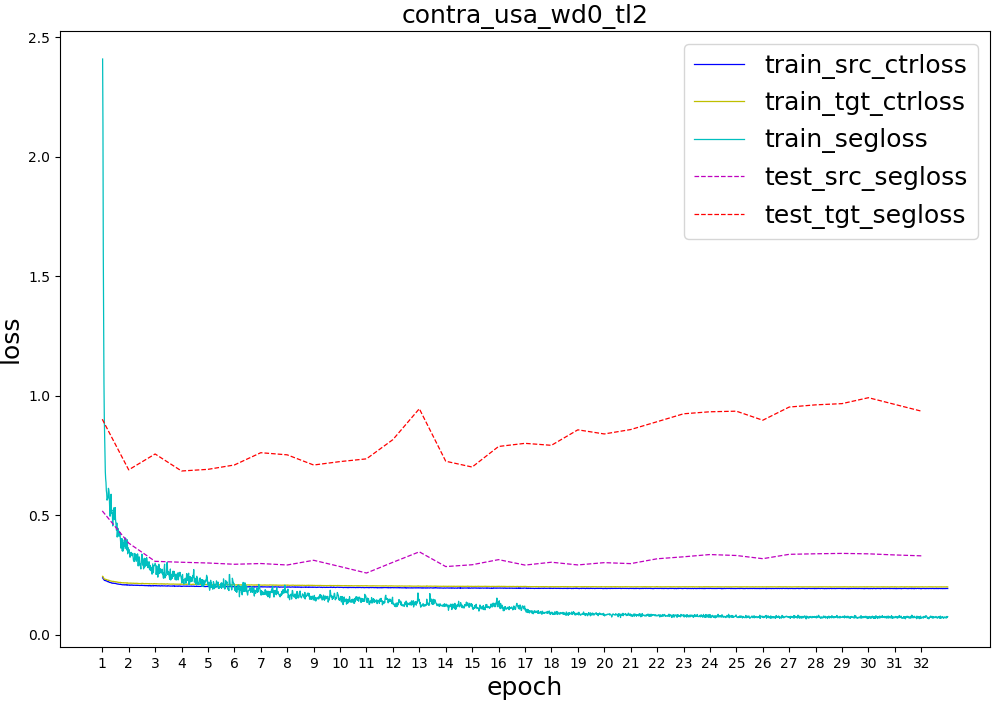 contra_usa_wd0_tl2
train_src_ctrloss
train_tgt_ctrloss
train_segloss
test_src_segloss
test_tgt_segloss
loss
2.5
2.0
1.5
1.0
0.5
0.0
1 2 3 4 5 6 7 8 9 10 11 12 13 14 15 16 17 18 19 20 21 22 23 24 25 26 27 28 29 30 31 32
epoch